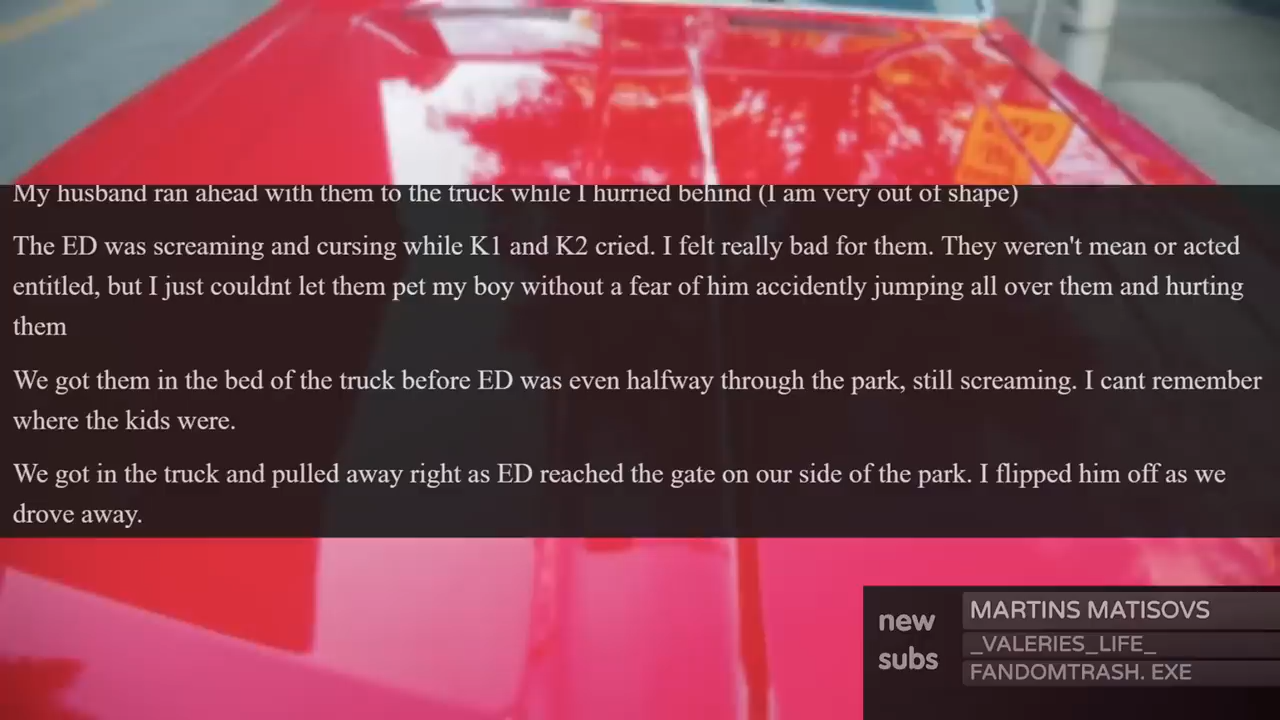 My husband ran ahead with them to the truck while I hurried behind (I am very out of shape)
The ED was screaming and cursing while K1 and K2 cried. I felt really bad for them. They weren't mean or acted
entitled, but I just couldnt let them pet my boy without a fear of him accidently jumping all over them and hurting
them
We got them in the bed of the truck before ED was even halfway through the park, still screaming. I cant remember
where the kids were.
We got in the truck and pulled away right as ED reached the gate on our side of the park. I flipped him off as we
drove away.
new
subs
MARTINS MATISOVS
_VALERIES_LIFE_
FANDOMTRASH. EXE